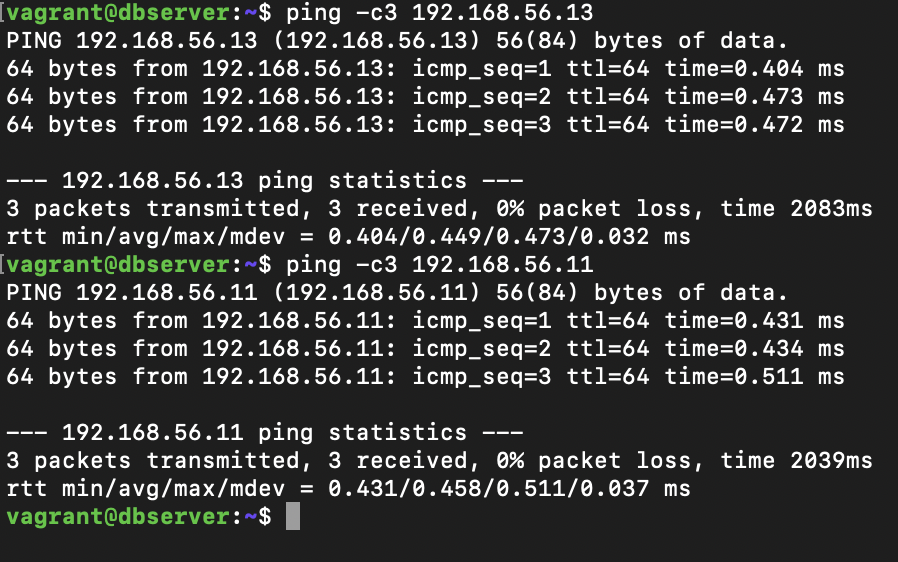 [vagrant@dbserver:~$ ping -c3 192.168.56.13
PING 192.168.56.13 (192.168.56.13) 56(84) bytes of data.
64 bytes from 192.168.56.13: icmp_seq=1 ttl=64 time=0.404 ms
64 bytes from 192.168.56.13: icmp_seq=2 ttl=64 time=0.473 ms
64 bytes from 192.168.56.13: icmp_seq=3 ttl=64 time=0.472 ms
--- 192.168.56.13 ping statistics ---
3 packets transmitted, 3 received, 0% packet loss, time 2083ms
rtt min/avg/max/mdev = 0.404/0.449/0.473/0.032 ms
[vagrant@dbserver:~$ ping -c3 192.168.56.11
PING 192.168.56.11 (192.168.56.11) 56(84) bytes of data.
64 bytes from 192.168.56.11: icmp_seq=1 ttl=64 time=0.431 ms
64 bytes from 192.168.56.11: icmp_seq=2 ttl=64 time=0.434 ms
64 bytes from 192.168.56.11: icmp_seq=3 ttl=64 time=0.511 ms
--- 192.168.56.11 ping statistics ---
3 packets transmitted, 3 received, 0% packet loss, time 2039ms
rtt min/avg/max/mdev = 0.431/0.458/0.511/0.037 ms
vagrant@dbserver:~$